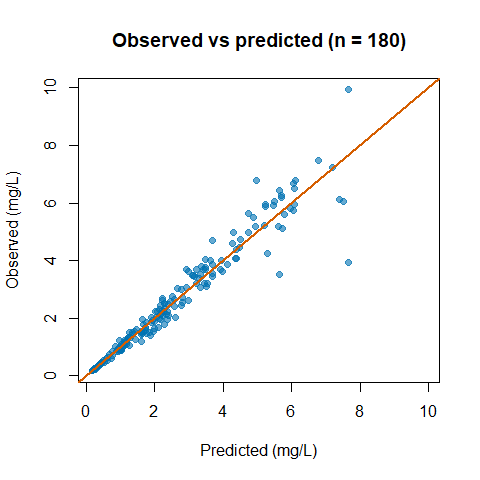 Observed vs predicted (n = 180)
Observed (mg/L)
10
8
6
4
2
0
0 2 4 6 8 10
Predicted (mg/L)